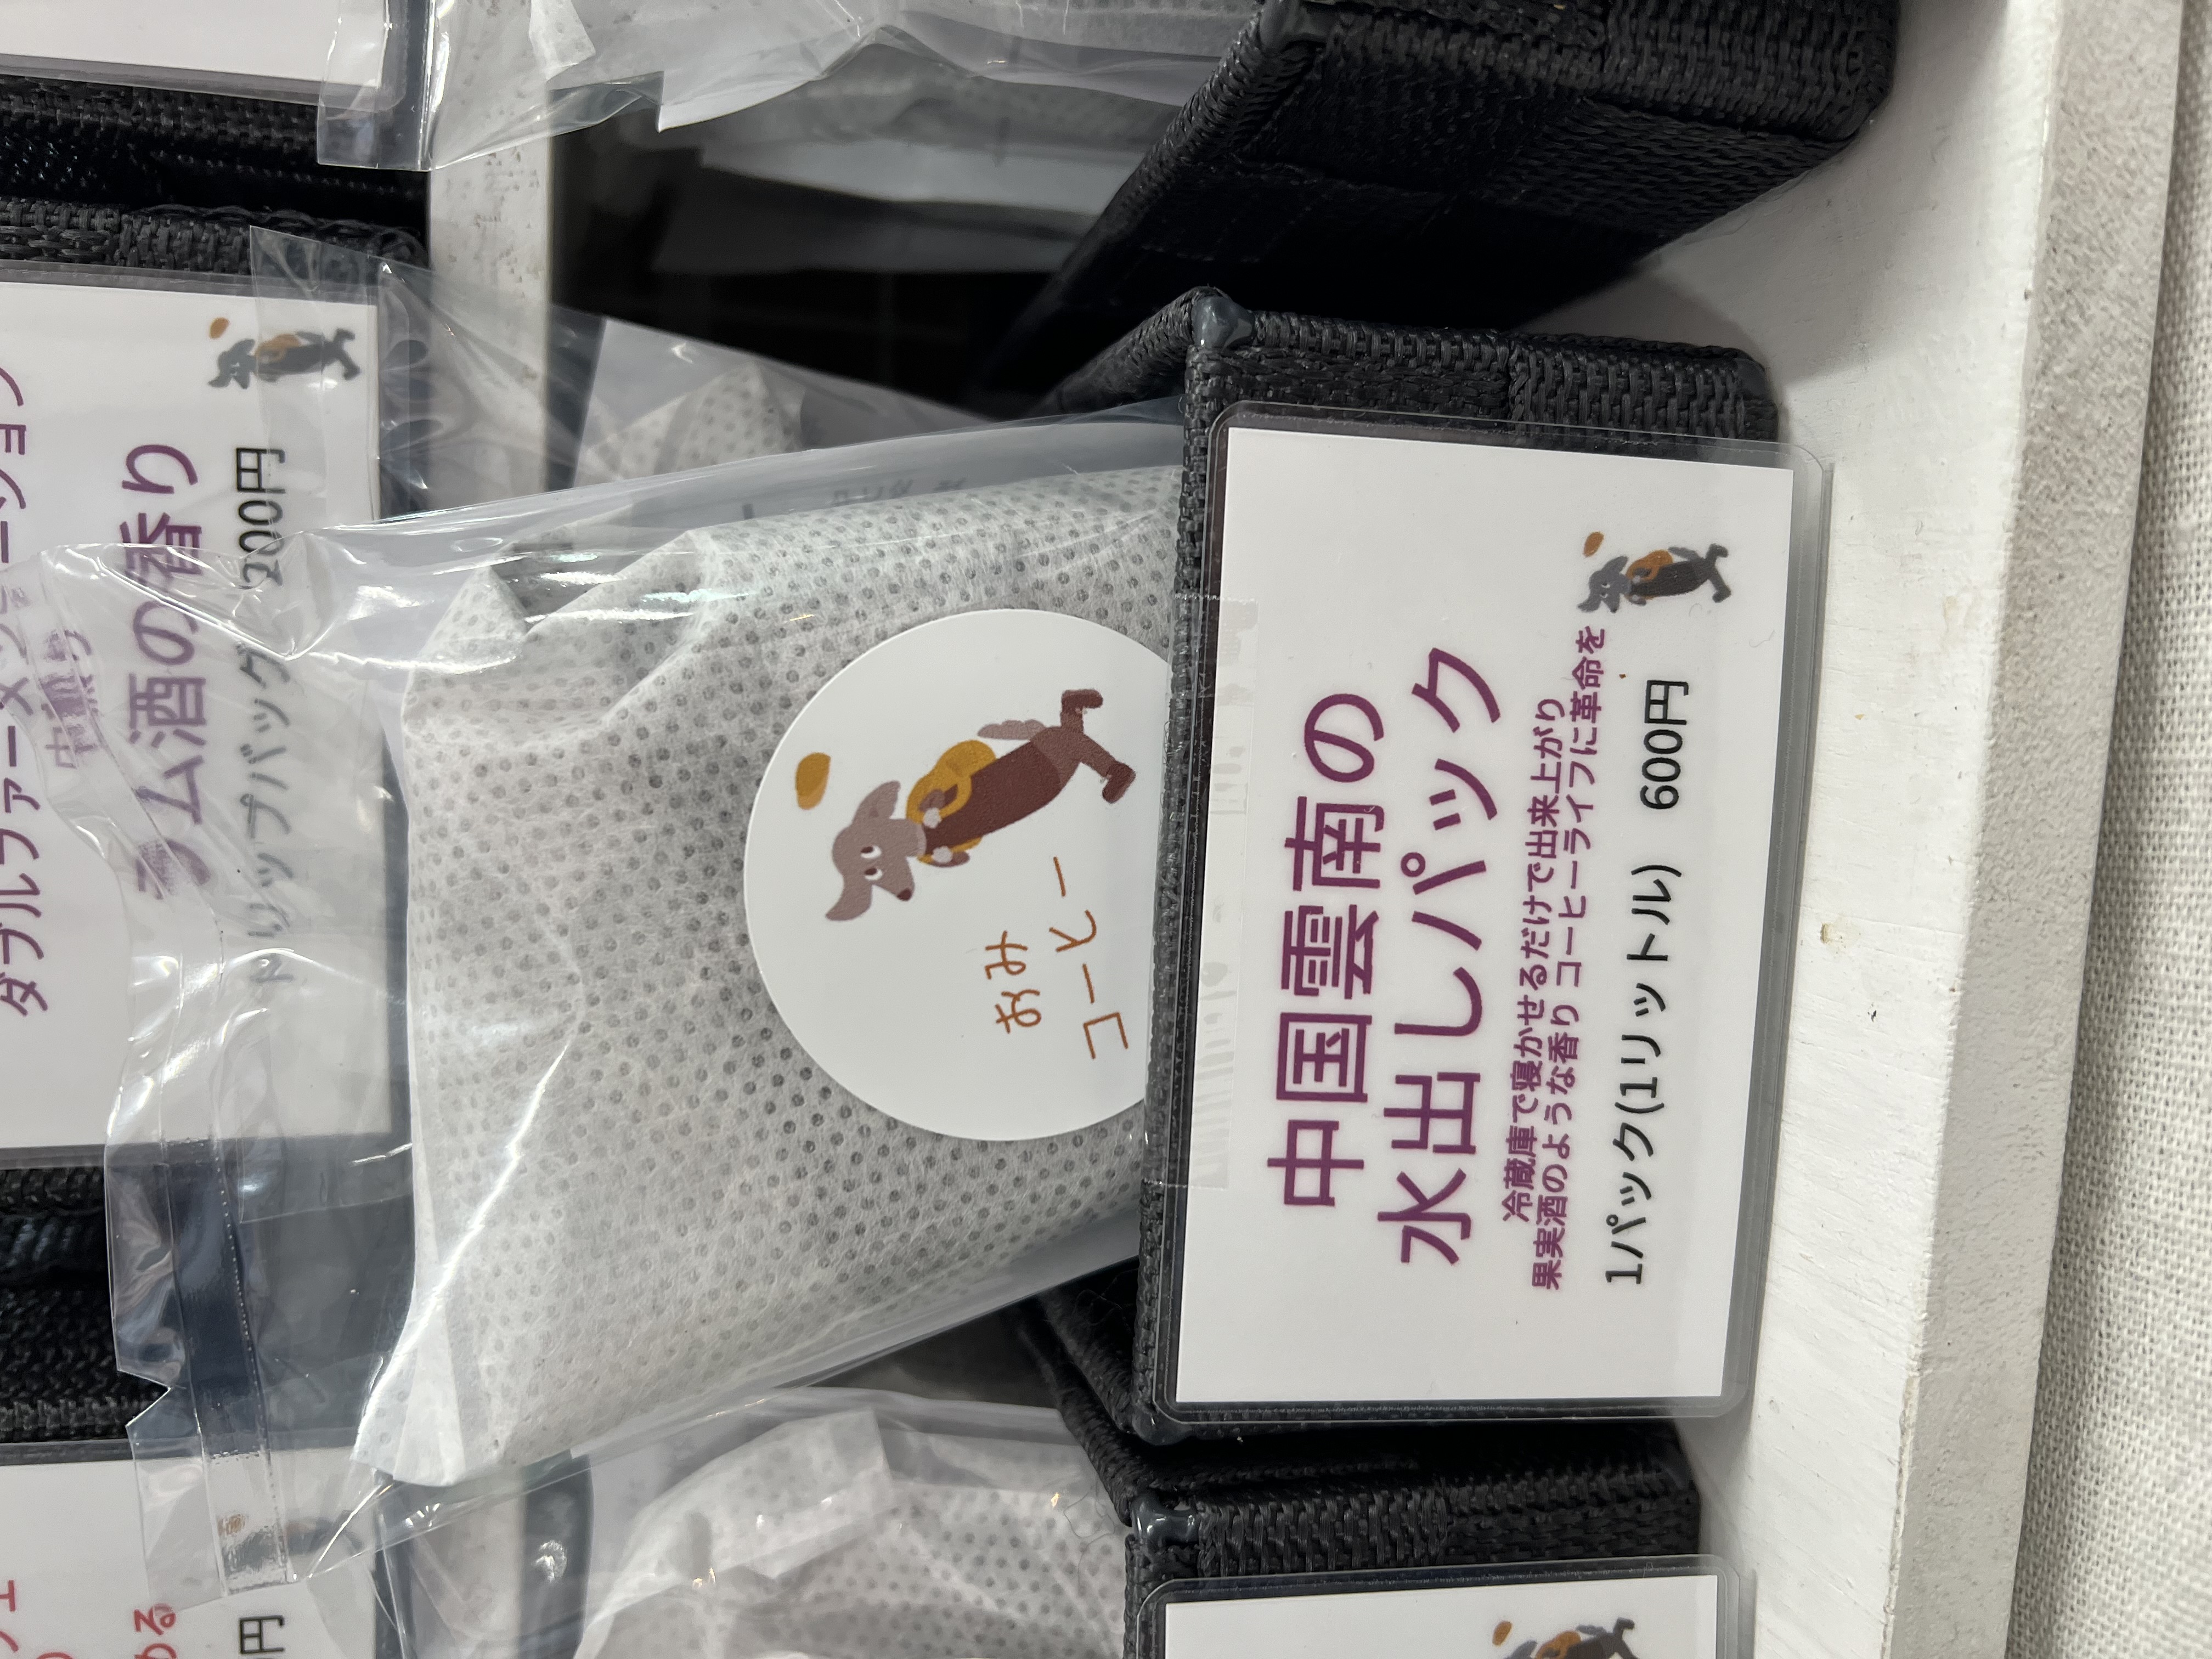 ダブルファーメンテーション
中煎り
ラム酒の香り
ドリップバッグ 200円
おみ
コーヒー
中国雲南の
水出しパック
冷蔵庫で寝かせるだけで出来上がり
果実酒のような香り コーヒーライフに革命を
1パック(1リットル) 600円
める
円